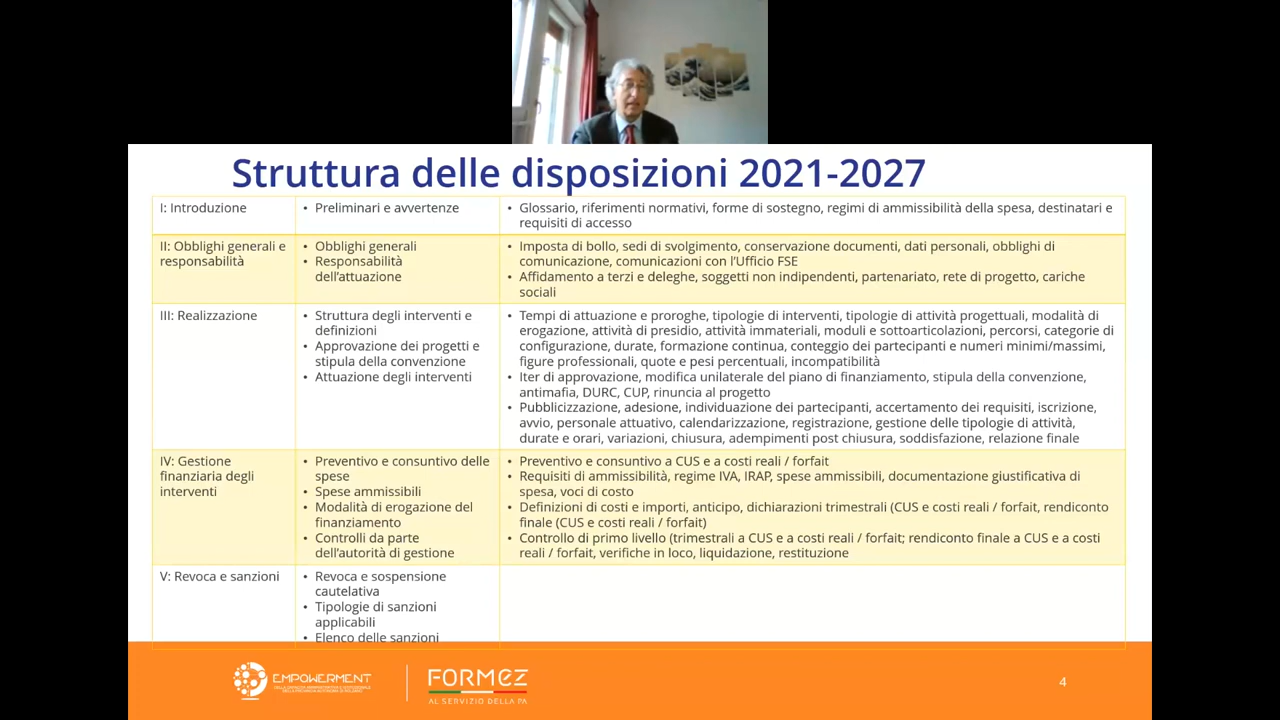 Struttura delle disposizioni 2021-2027
I: Introduzione
• Preliminari e avvertenze
• Glossario, riferimenti normativi, forme di sostegno, regimi di ammissibilità della spesa, destinatari e
requisiti di accesso
II: Obblighi generali e
responsabilità
• Obblighi generali
• Responsabilità
dell'attuazione
• Imposta di bollo, sedi di svolgimento, conservazione documenti, dati personali, obblighi di
comunicazione, comunicazioni con l'Ufficio FSE
• Affidamento a terzi e deleghe, soggetti non indipendenti, partenariato, rete di progetto, cariche
sociali
III: Realizzazione
• Struttura degli interventi e
definizioni
• Approvazione dei progetti e
stipula della convenzione
• Attuazione degli interventi
• Tempi di attuazione e proroghe, tipologie di interventi, tipologie di attività progettuali, modalità di
erogazione, attività di presidio, attività immateriali, moduli e sottoarticolazioni, percorsi, categorie di
configurazione, durate, formazione continua, conteggio dei partecipanti e numeri minimi/massimi,
figure professionali, quote e pesi percentuali, incompatibilità
• Iter di approvazione, modifica unilaterale del piano di finanziamento, stipula della convenzione,
antimafia, DURC, CUP, rinuncia al progetto
• Pubblicizzazione, adesione, individuazione dei partecipanti, accertamento dei requisiti, iscrizione,
avvio, personale attuativo, calendarizzazione, registrazione, gestione delle tipologie di attività,
durate e orari, variazioni, chiusura, adempimenti post chiusura, soddisfazione, relazione finale
IV: Gestione
finanziaria degli
interventi
• Preventivo e consuntivo delle
spese
• Spese ammissibili
• Modalità di erogazione del
finanziamento
• Controlli da parte
dell'autorità di gestione
• Preventivo e consuntivo a CUS e a costi reali / forfait
• Requisiti di ammissibilità, regime IVA, IRAP, spese ammissibili, documentazione giustificativa di
spesa, voci di costo
• Definizioni di costi e importi, anticipo, dichiarazioni trimestrali (CUS e costi reali / forfait, rendiconto
finale (CUS e costi reali / forfait)
• Controllo di primo livello (trimestrali a CUS e a costi reali / forfait; rendiconto finale a CUS e a costi
reali / forfait, verifiche in loco, liquidazione, restituzione
V: Revoca e sanzioni
• Revoca e sospensione
cautelativa
• Tipologie di sanzioni
applicabili
• Elenco delle sanzioni
EMPOWERMENT
FORMEZ
AL SERVIZIO DELLA PA
4